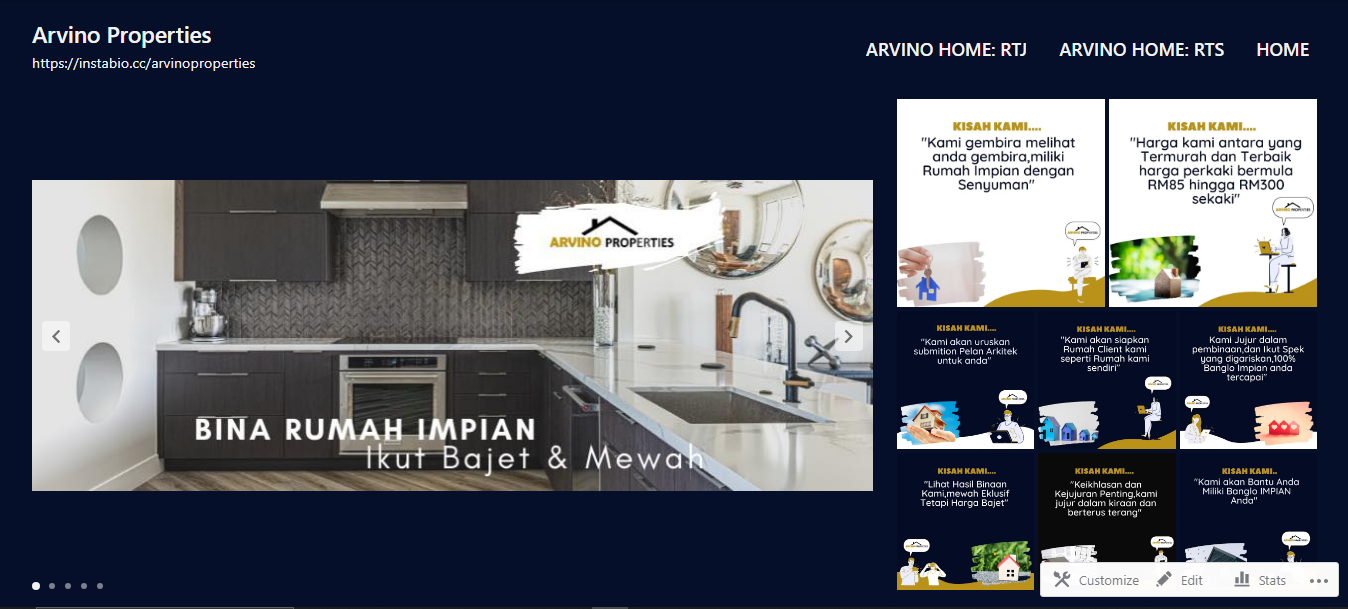 Arvino Properties
https://instabio.cc/arvinoproperties
ARVINO HOME: RTJ
ARVINO HOME: RTS
HOME
ARVINO PROPERTIES
BINA RUMAH IMPIAN
Ikut Bajet & Mewah
KISAH KAMI....
"Kami gembira melihat
anda gembira,miliki
Rumah Impian dengan
Senyuman"
KISAH KAMI....
"Harga kami antara yang
Termurah dan Terbaik
harga perkaki bermula
RM85 hingga RM300
sekaki"
KISAH KAMI....
"Kami akan uruskan
submition Pelan Arkitek
untuk anda"
KISAH KAMI....
"Kami akan siapkan
Rumah Client kami
seperti Rumah kami
sendiri"
KISAH KAMI....
Kami Jujur dalam
pembinaan,dan Ikut Spek
yang digariskan,100%
Banglo Impian anda
tercapai"
KISAH KAMI....
"Lihat Hasil Binaan
Kami,mewah Eklusif
Tetapi Harga Bajet"
KISAH KAMI....
"Keikhlasan dan
Kejujuran Penting,kami
jujur dalam kiraan dan
berterus terang"
KISAH KAMI..
"Kami akan Bantu Anda
Miliki Banglo IMPIAN
Anda"
Customize
Edit
Stats